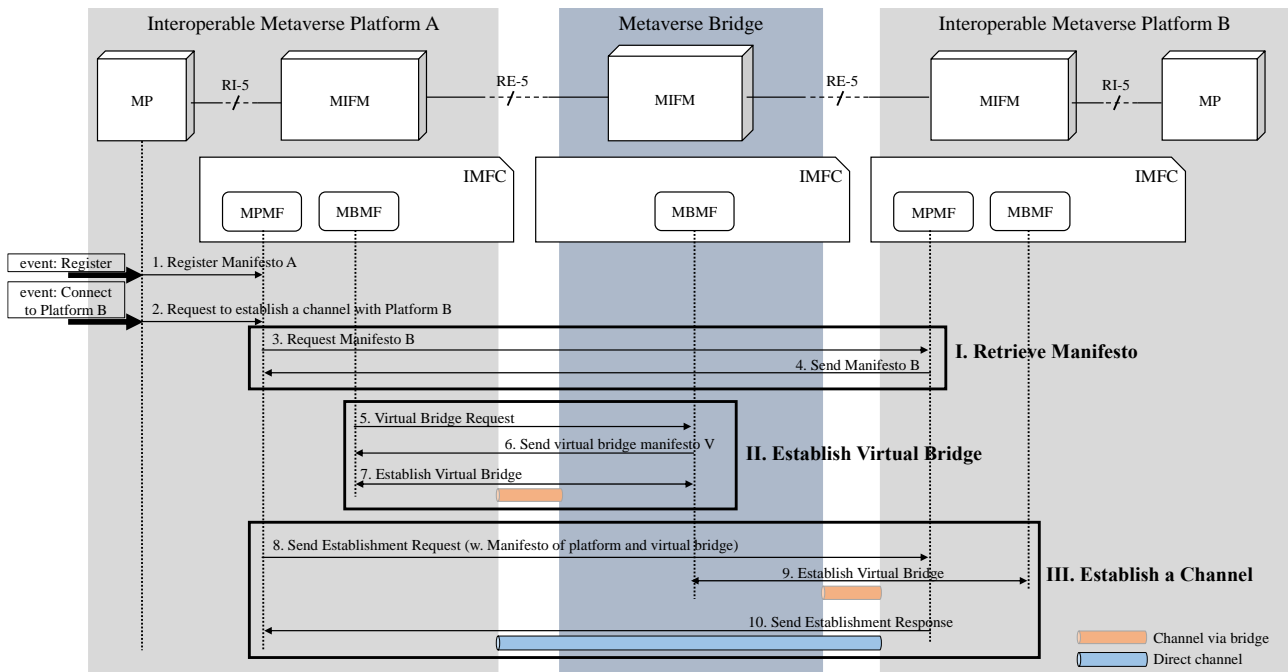 Interoperable Metaverse Platform A
Metaverse Bridge
Interoperable Metaverse Platform B
MP
RI-5
MIFM
RE-5
MIFM
RE-5
MIFM
RI-5
MP
IMFC
IMFC
IMFC
MPMF
MBMF
MBMF
MPMF
MBMF
event: Register
1. Register Manifesto A
event: Connect
to Platform B
2. Request to establish a channel with Platform B
3. Request Manifesto B
4. Send Manifesto B
I. Retrieve Manifesto
5. Virtual Bridge Request
6. Send virtual bridge manifesto V
7. Establish Virtual Bridge
II. Establish Virtual Bridge
8. Send Establishment Request (w. Manifesto of platform and virtual bridge)
9. Establish Virtual Bridge
III. Establish a Channel
10. Send Establishment Response
Channel via bridge
Direct channel